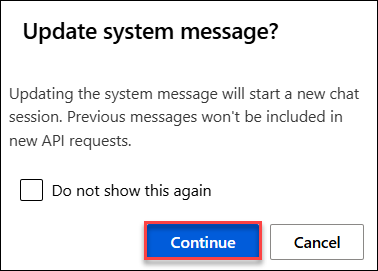 Update system message?
Updating the system message will start a new chat
session. Previous messages won't be included in
new API requests.
Do not show this again
Continue
Cancel